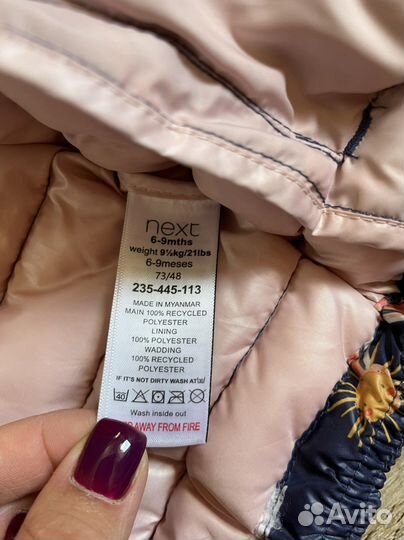 next
6-9mths
weight 9½kg/21lbs
6-9meses
73/48
235-445-113
MADE IN MYANMAR
MAIN 100% RECYCLED
POLYESTER
LINING
100% POLYESTER
WADDING
100% RECYCLED
POLYESTER
IF IT'S NOT DIRTY WASH AT
40
Wash inside out
AWAY FROM FIRE
Avito